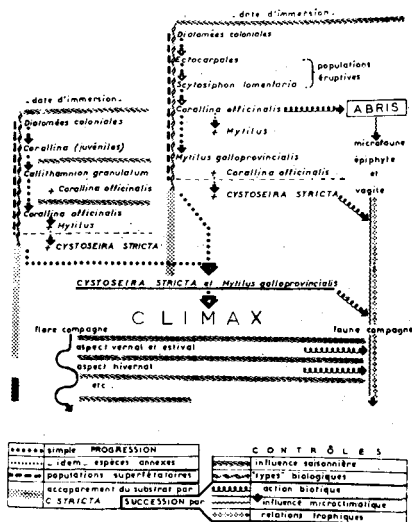 _ date d'immersion _
Diatomées coloniales
Ectocarpales
Scytosiphon lomentaria
populations
éruptives
Corallina officinalis
ABRIS
+ Mytilus
microfaune
épiphyte
et
vagile
Mytilus galloprovincialis
+ Corallina officinalis
+ CYSTOSEIRA STRICTA
_ date d'immersion _
Diatomées coloniales
Corallina (juvéniles)
Callithamnion granulatum
+ Corallina officinalis
Corallina officinalis
+ Mytilus
+ CYSTOSEIRA STRICTA
CYSTOSEIRA STRICTA et Mytilus galloprovincialis
CLIMAX
flore compagne
faune compagne
aspect vernal et estival
aspect hivernal
etc
simple PROGRESSION
_idem_ espèces annexes
populations superfétatoires
accaparement du substrat par
C STRICTA
SUCCESSION par
CONTRÔLES
influence saisonnière
"types" biologiques
action biotique
influence microclimatique
relations trophiques